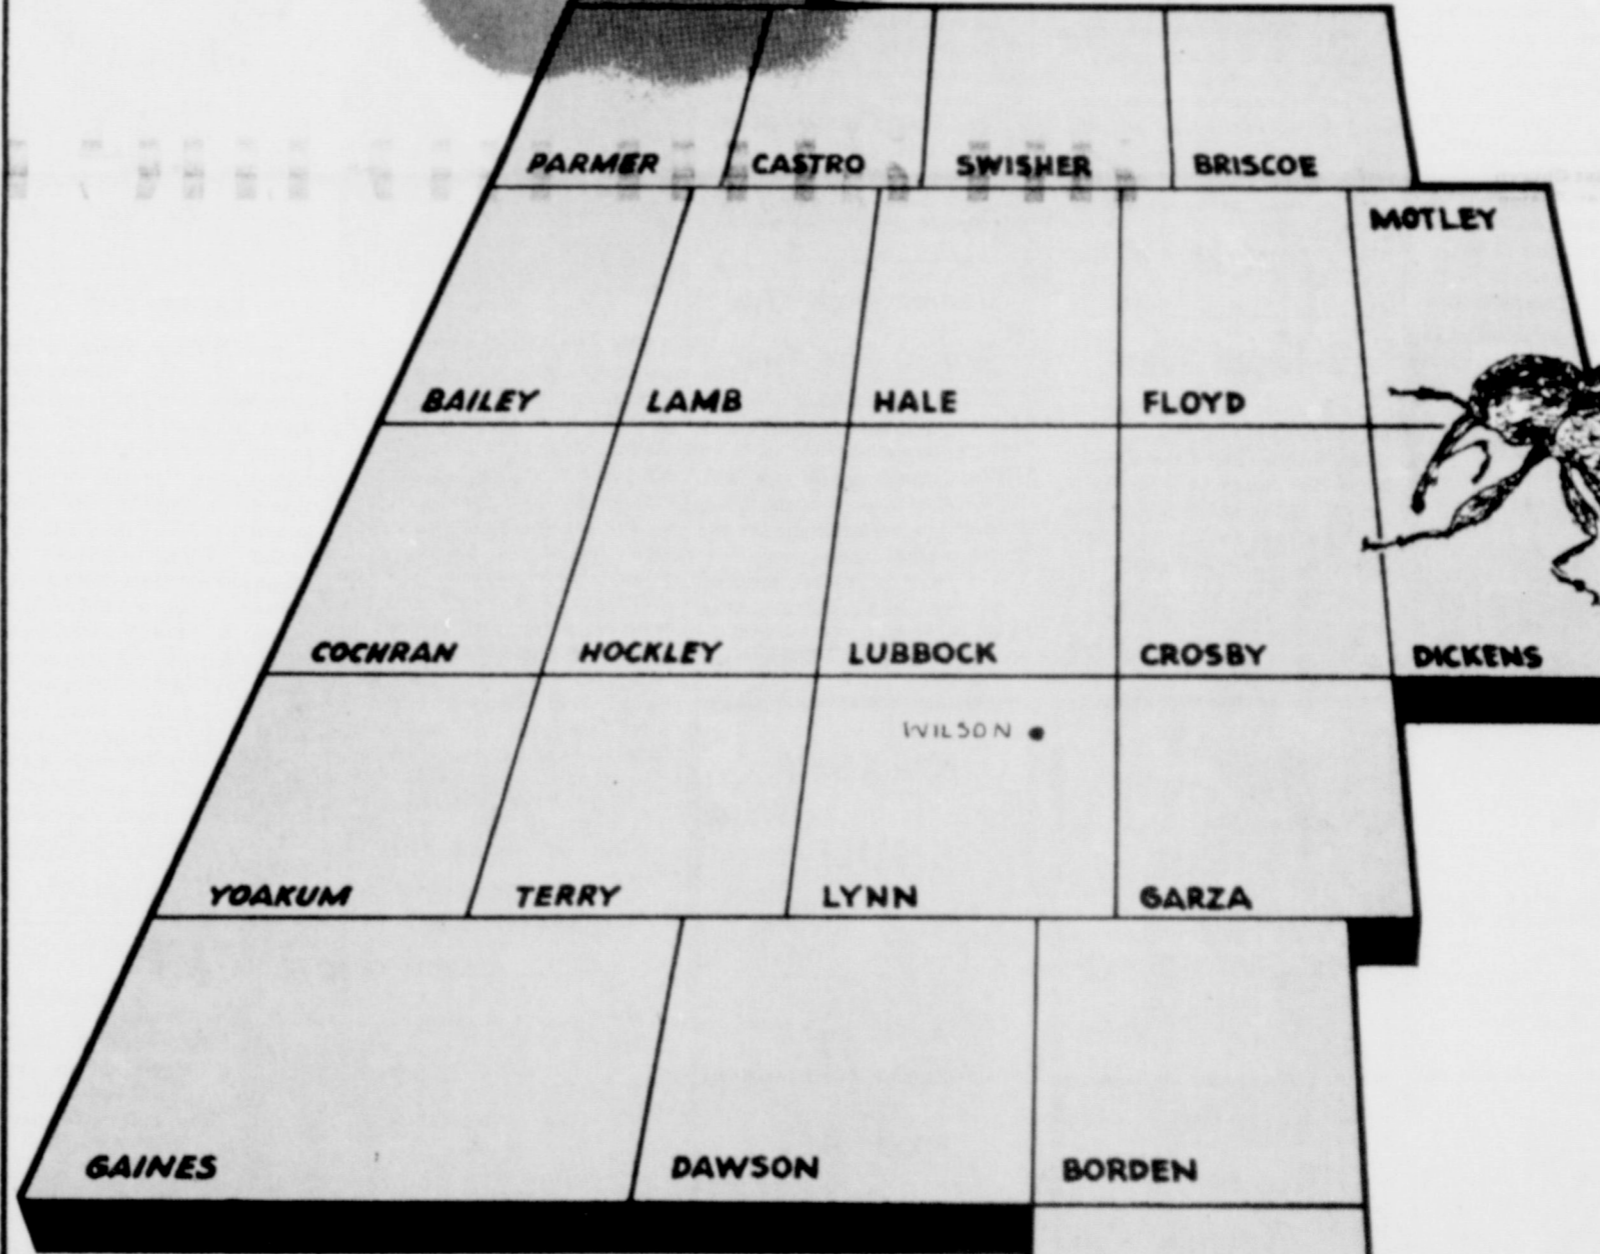 PARMER CASTRO SWISHER BRISCOE
MOTLEY
BAILEY LAMB HALE FLOYD
COCHRAN HOCKLEY LUBBOCK CROSBY DICKENS
WILSON
YOAKUM TERRY LYNN GARZA
GAINES DAWSON BORDEN